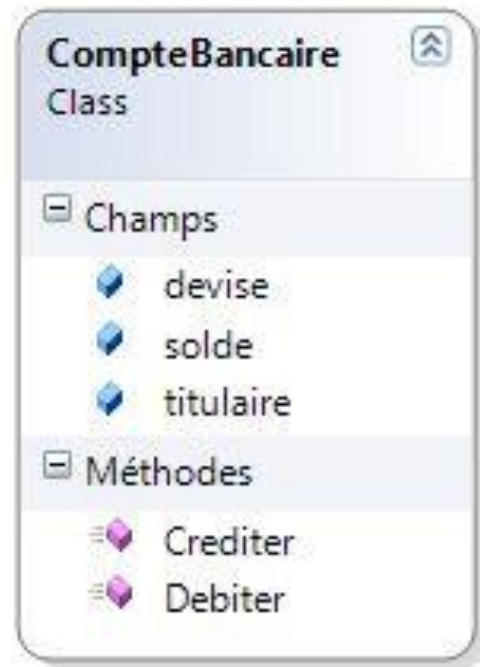 CompteBancaire
Class
Champs
devise
solde
titulaire
Méthodes
Crediter
Debiter